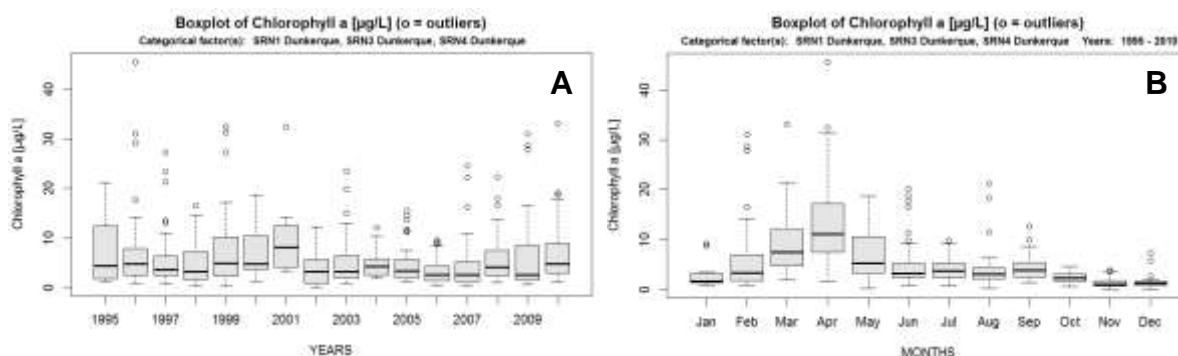 Boxplot of Chlorophyll a [µg/L] (o = outliers)
Categorical factor(s): SRN1 Dunkerque, SRN3 Dunkerque, SRN4 Dunkerque
A
Chlorophyll a [µg/L]
40
30
20
10
0
1995 1997 1999 2001 2003 2005 2007 2009
YEARS
Boxplot of Chlorophyll a [µg/L] (o = outliers)
Categorical factor(s): SRN1 Dunkerque, SRN3 Dunkerque, SRN4 Dunkerque Years: 1995 - 2010
B
Chlorophyll a [µg/L]
40
30
20
10
0
Jan Feb Mar Apr May Jun Jul Aug Sep Oct Nov Dec
MONTHS